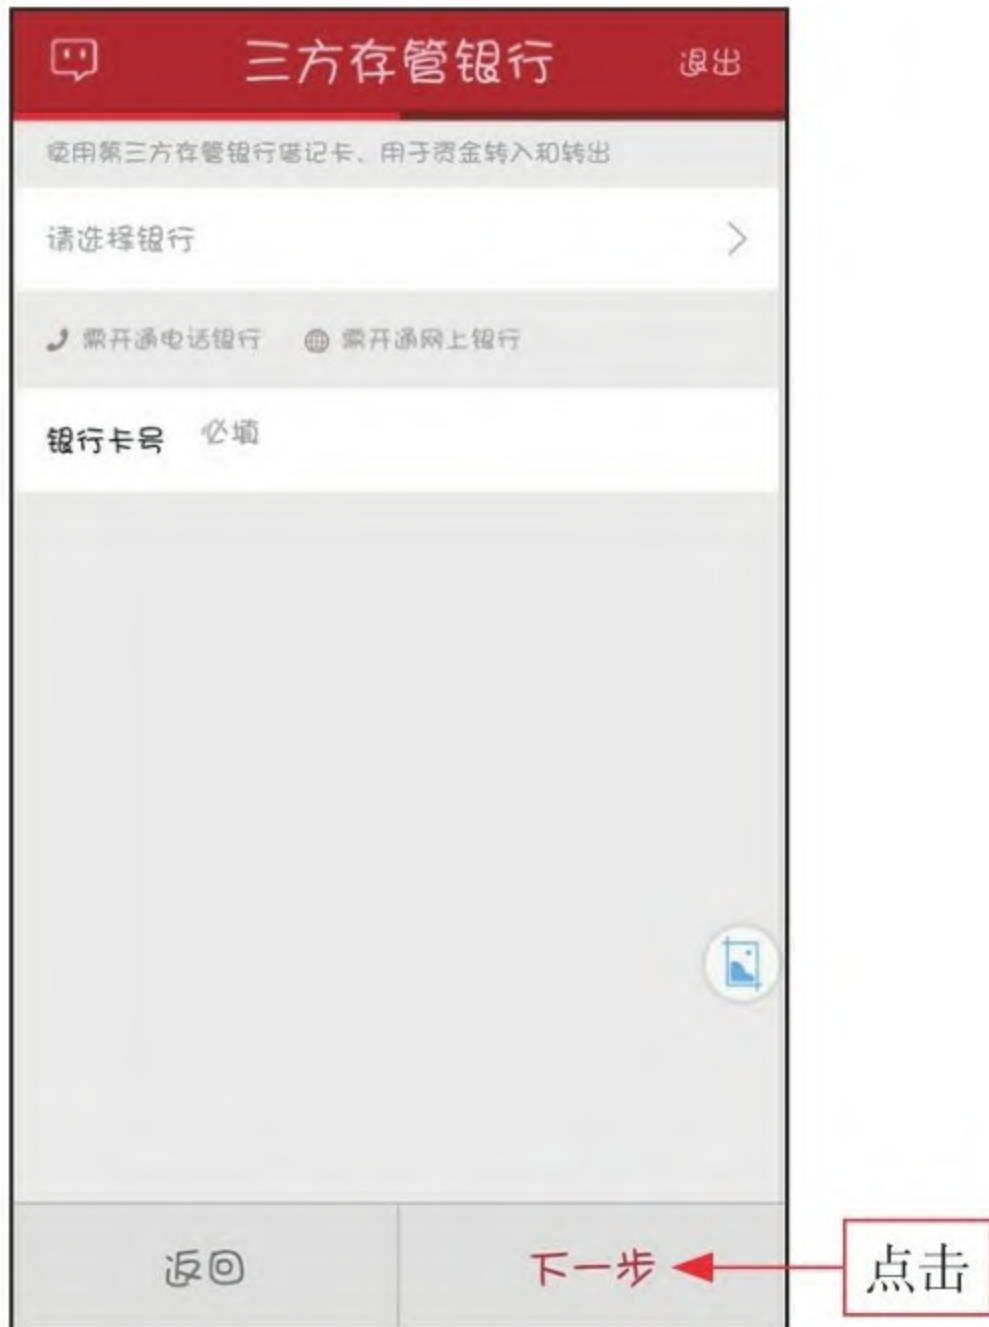 三方存管银行 退出
使用第三方存管银行借记卡、用于资金转入和转出
请选择银行
需开通电话银行 需开通网上银行
银行卡号 必填
返回 下一步 点击